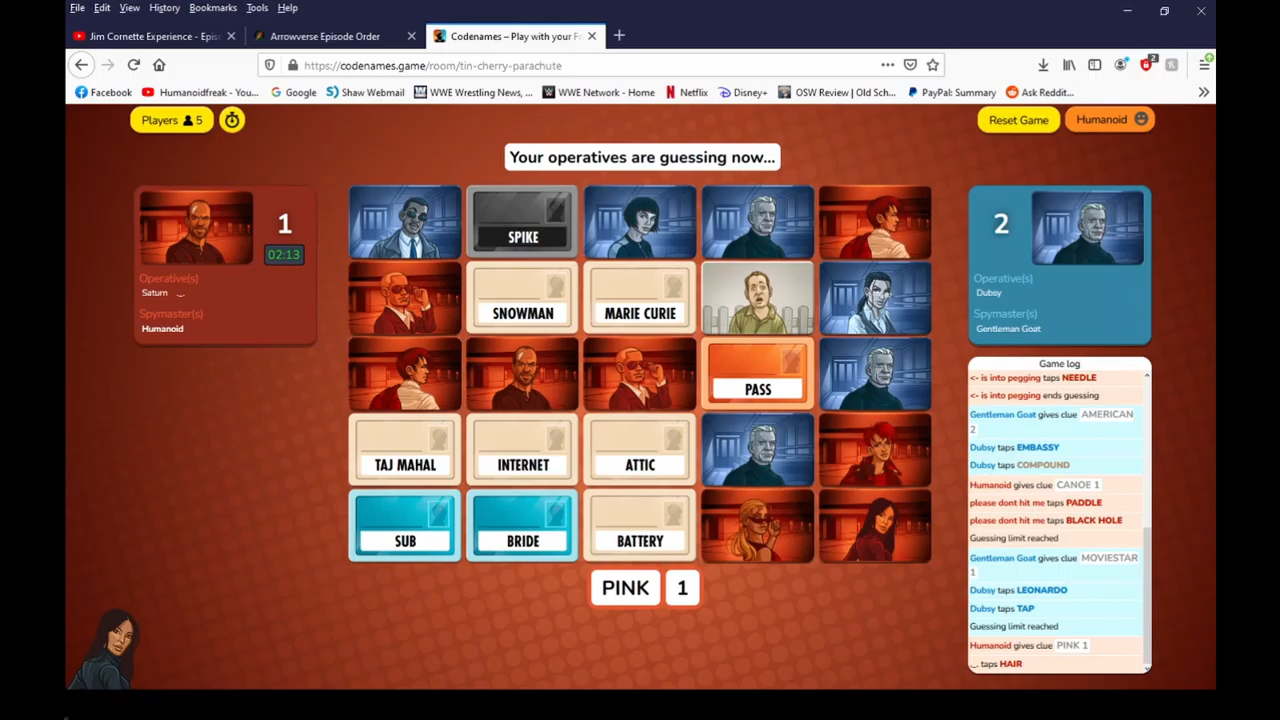 File Edit View History Bookmarks Tools Help
Jim Cornette Experience - Epis
Arrowverse Episode Order
Codenames – Play with your Fr
https://codenames.game/room/tin-cherry-parachute
2
Facebook
Humanoidfreak - You...
Google
Shaw Webmail
WWE Wrestling News, ...
WWE Network - Home
Netflix
Disney+
OSW Review | Old Sch...
PayPal: Summary
Ask Reddit...
Players 5
Reset Game
Humanoid
Your operatives are guessing now...
1
02:13
Operative(s)
Saturn
Spymaster(s)
Humanoid
SPIKE
SNOWMAN
MARIE CURIE
PASS
TAJ MAHAL
INTERNET
ATTIC
SUB
BRIDE
BATTERY
PINK 1
2
Operative(s)
Dubsy
Spymaster(s)
Gentleman Goat
Game log
<- is into pegging taps NEEDLE
<- is into pegging ends guessing
Gentleman Goat gives clue AMERICAN
2
Dubsy taps EMBASSY
Dubsy taps COMPOUND
Humanoid gives clue CANOE 1
please dont hit me taps PADDLE
please dont hit me taps BLACK HOLE
Guessing limit reached
Gentleman Goat gives clue MOVIESTAR
1
Dubsy taps LEONARDO
Dubsy taps TAP
Guessing limit reached
Humanoid gives clue PINK 1
taps HAIR